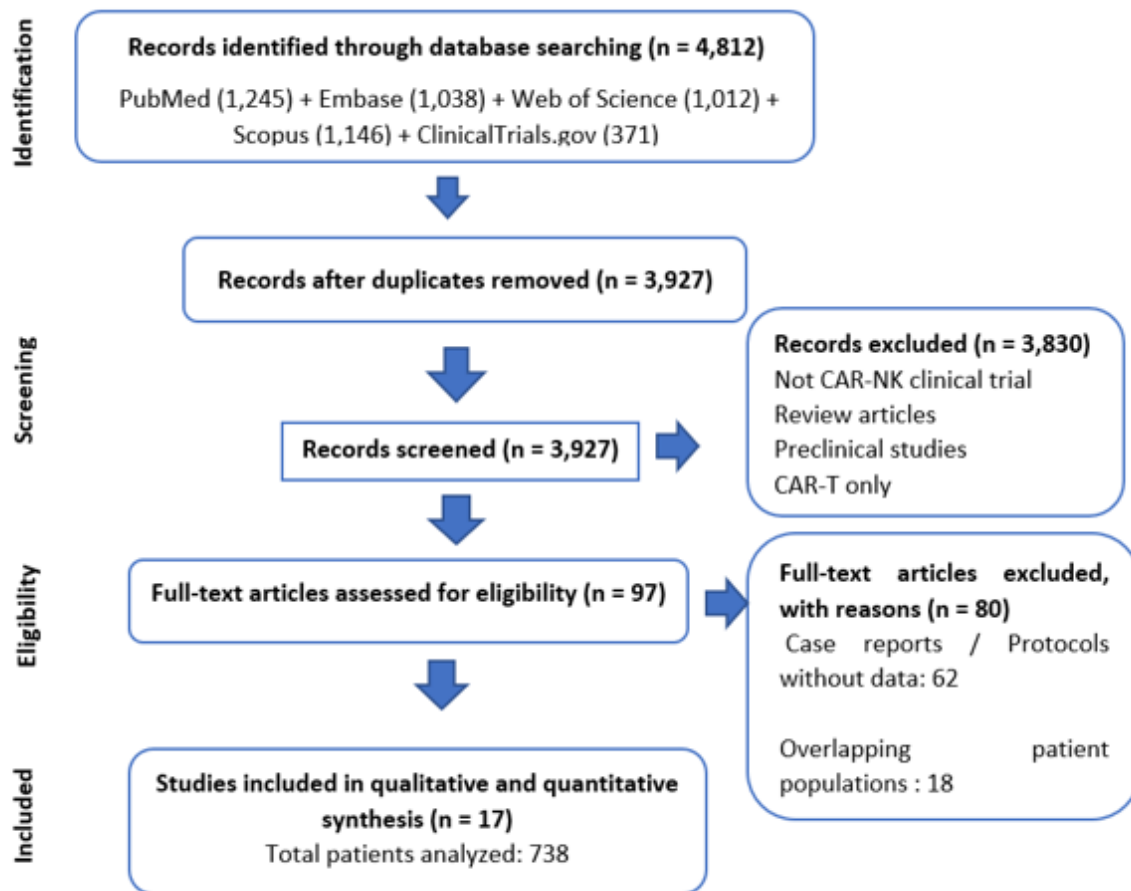 Identification
Records identified through database searching (n = 4,812)
PubMed (1,245) + Embase (1,038) + Web of Science (1,012) +
Scopus (1,146) + ClinicalTrials.gov (371)
Records after duplicates removed (n = 3,927)
Screening
Records screened (n = 3,927)
Records excluded (n = 3,830)
Not CAR-NK clinical trial
Review articles
Preclinical studies
CAR-T only
Eligibility
Full-text articles assessed for eligibility (n = 97)
Full-text articles excluded,
with reasons (n = 80)
Case reports / Protocols
without data: 62
Overlapping patient
populations : 18
Included
Studies included in qualitative and quantitative
synthesis (n = 17)
Total patients analyzed: 738